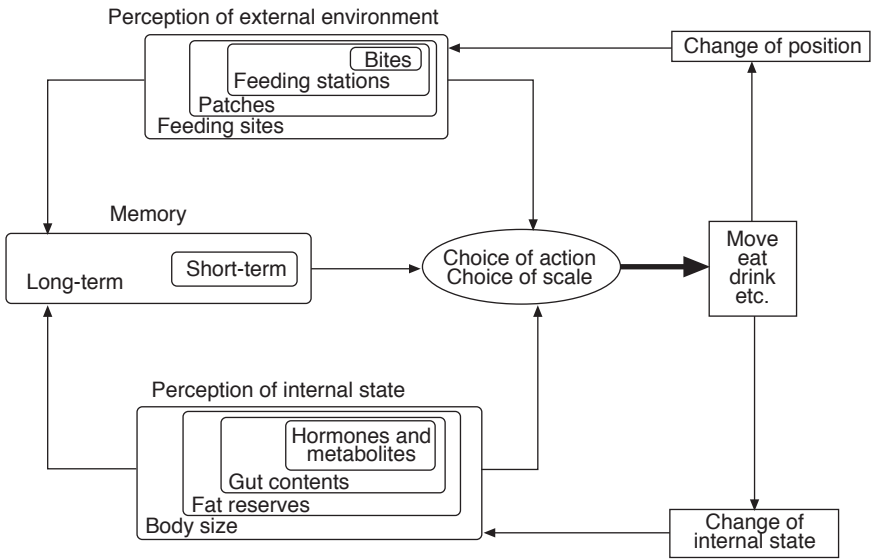 Perception of external environment
Bites
Feeding stations
Patches
Feeding sites
Change of position
Memory
Short-term
Long-term
Choice of action
Choice of scale
Move
eat
drink
etc.
Perception of internal state
Hormones and
metabolites
Gut contents
Fat reserves
Body size
Change of
internal state